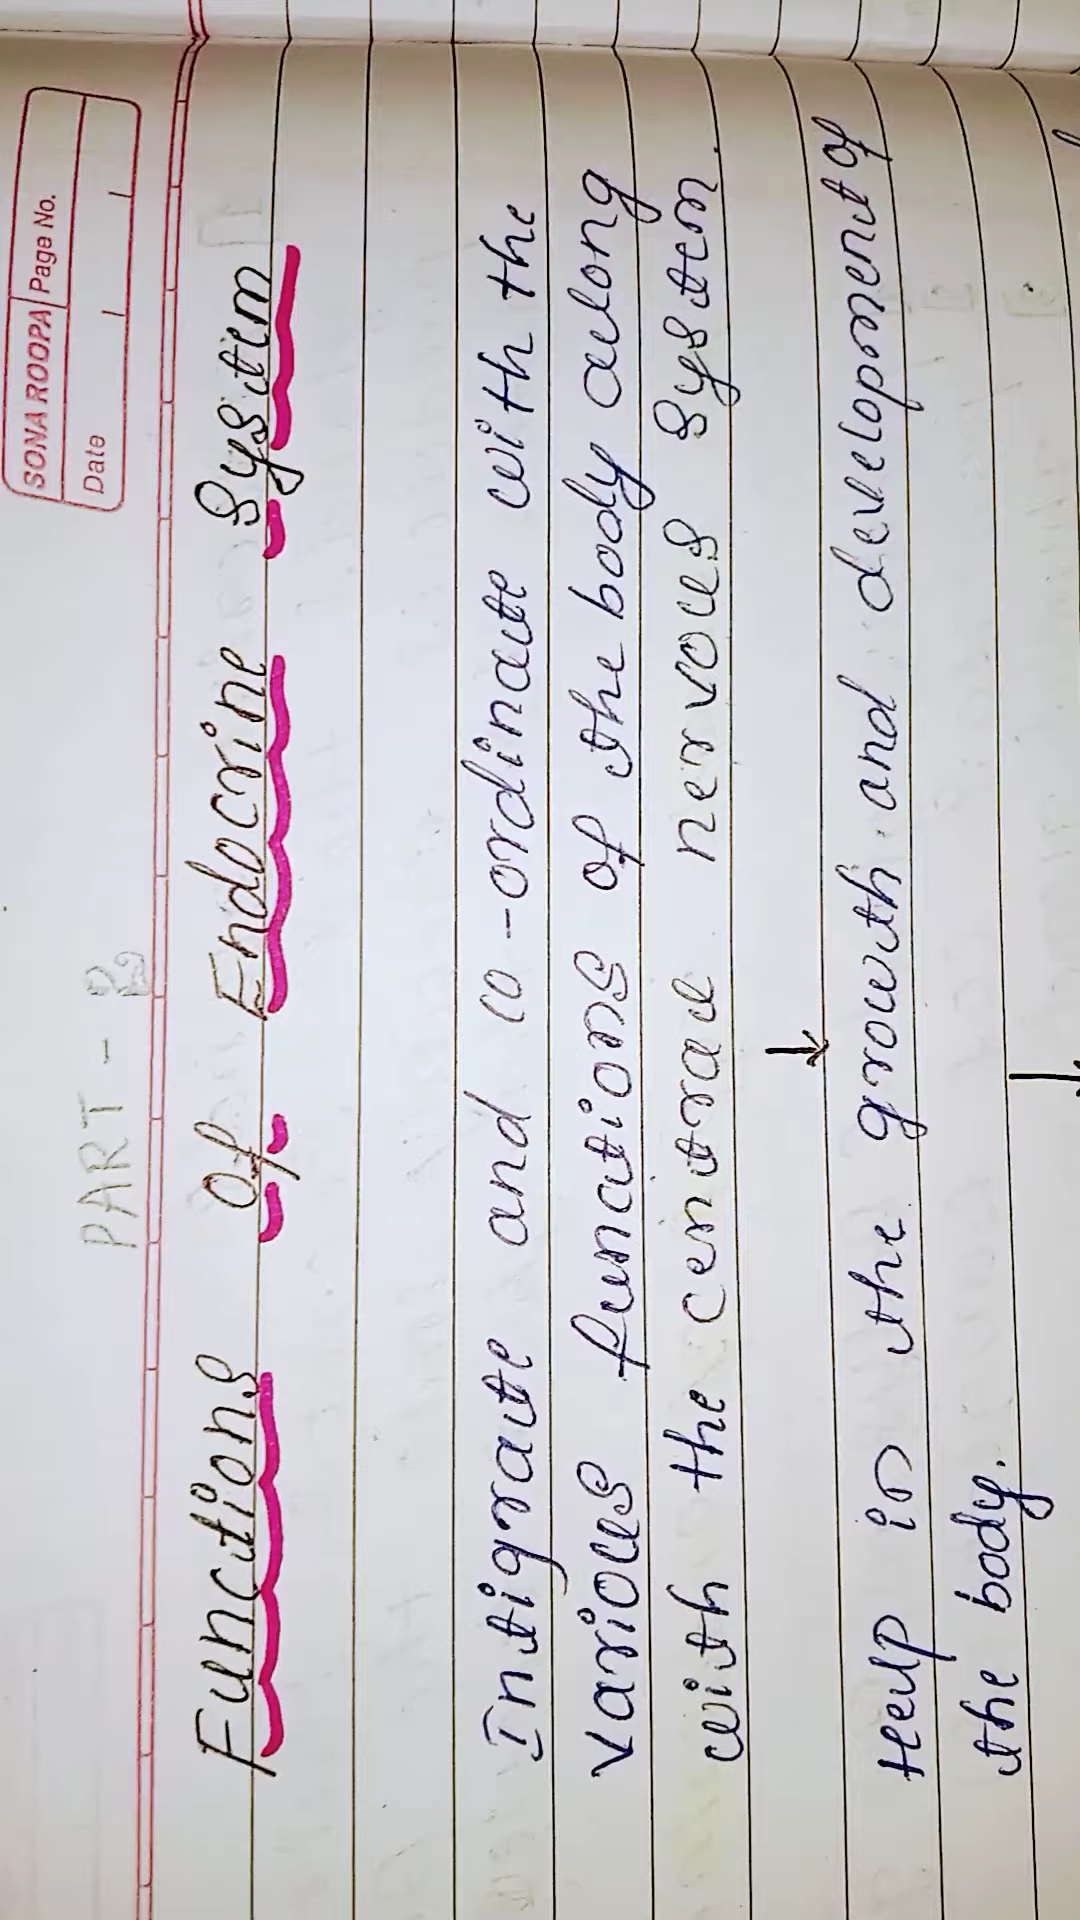 SONA ROOPA Page No.
Date
PART - B
Functions Of Endocrine System
Intigrate and co-ordinate with the
various functions of the body along
with the central nervous system.
↓
Help in the growth and development of
the body.
↓